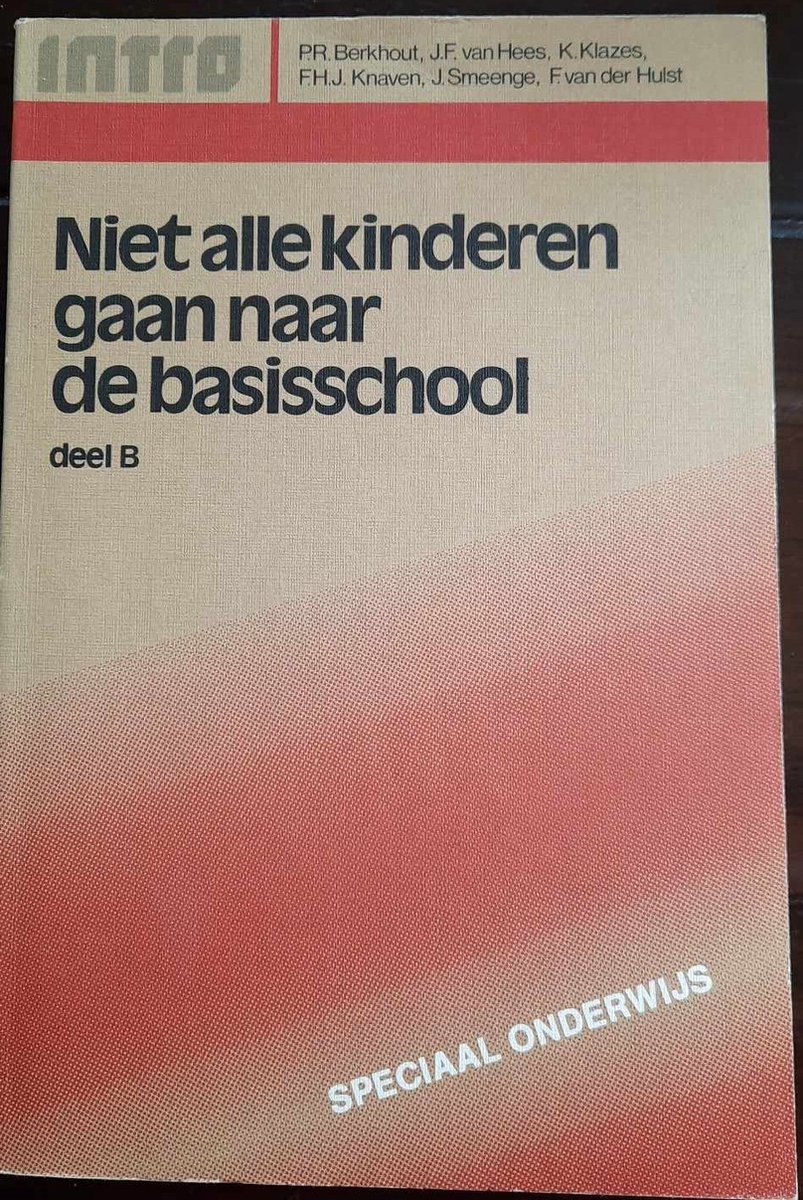 INTRO
P.R. Berkhout, J.F. van Hees, K. Klazes,
F.H.J. Knaven, J. Smeenge, F. van der Hulst
Niet alle kinderen
gaan naar
de basisschool
deel B
SPECIAAL ONDERWIJS